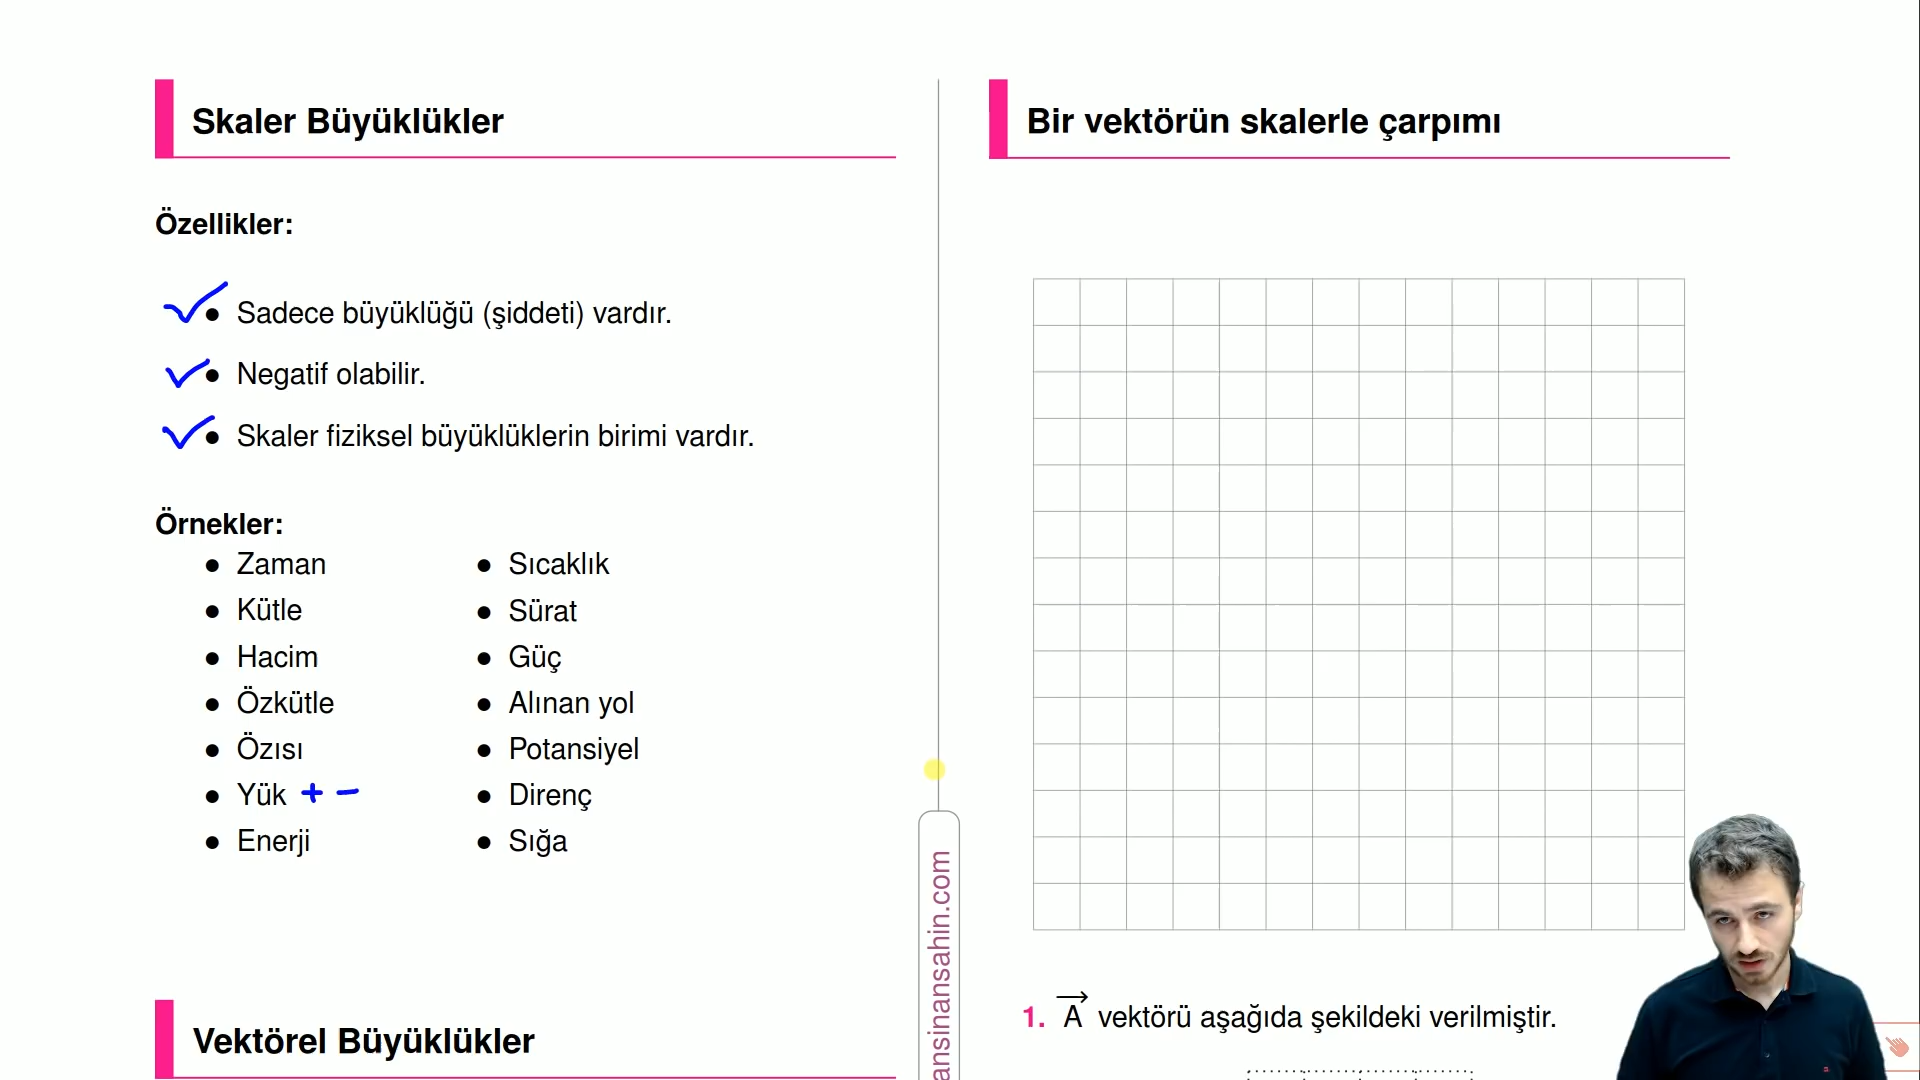 Skaler Büyüklükler
Özellikler:
● Sadece büyüklüğü (şiddeti) vardır.
● Negatif olabilir.
● Skaler fiziksel büyüklüklerin birimi vardır.
Örnekler:
● Zaman
● Kütle
● Hacim
● Özkütle
● Özısı
● Yük + −
● Enerji
● Sıcaklık
● Sürat
● Güç
● Alınan yol
● Potansiyel
● Direnç
● Sığa
Vektörel Büyüklükler
ansinansahin.com
Bir vektörün skalerle çarpımı
1. A⃗ vektörü aşağıda şekildeki verilmiştir.